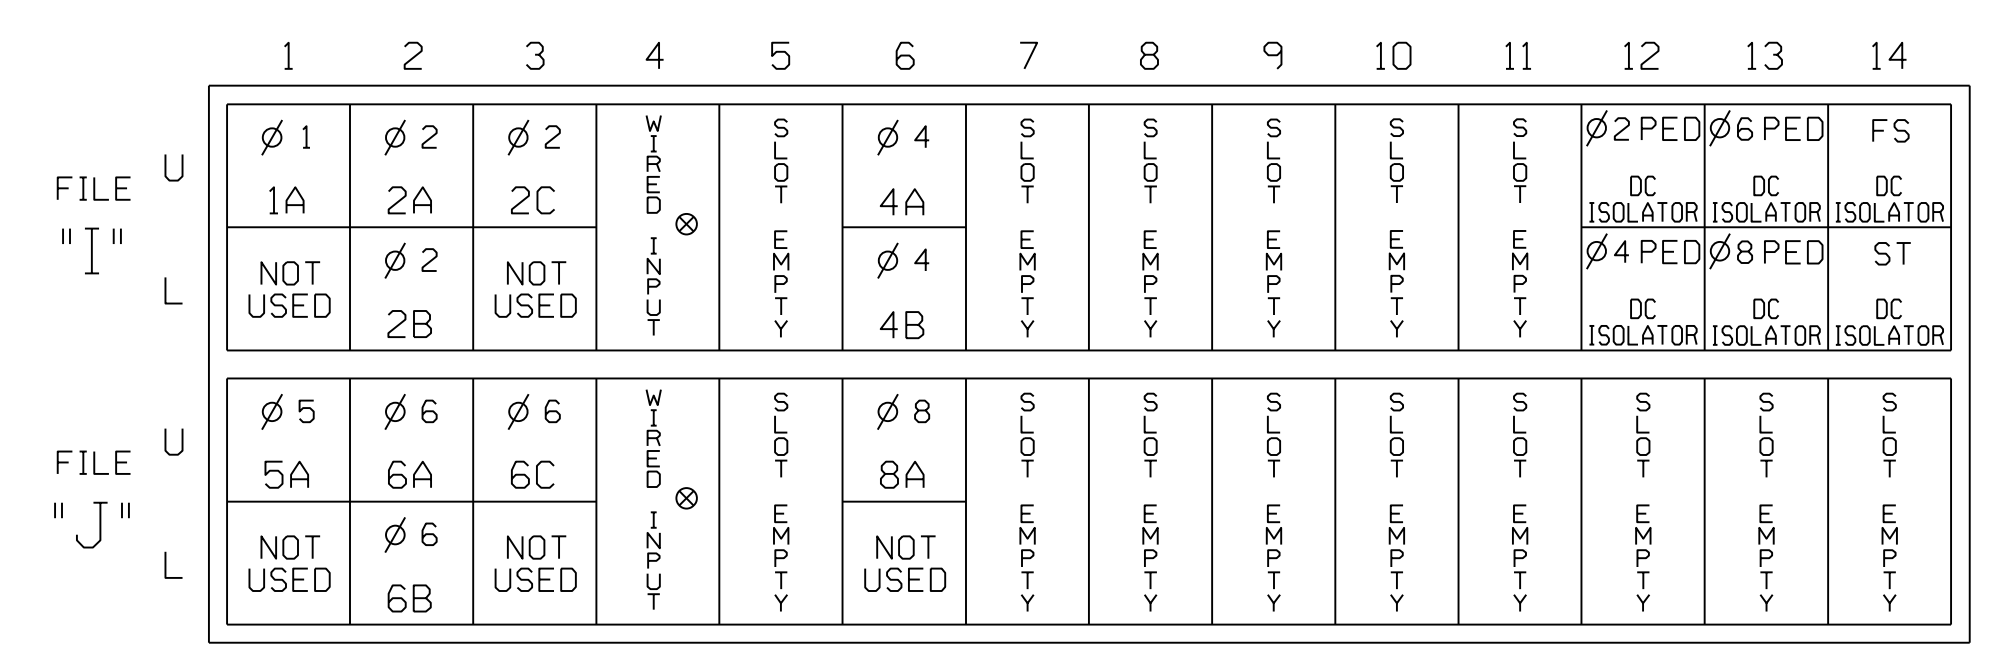 1 2 3 4 5 6 7 8 9 10 11 12 13 14
FILE
"I"
U
L
Ø 1
1A
NOT
USED
Ø 2
2A
Ø 2
2B
Ø 2
2C
NOT
USED
WIRED INPUT
SLOT EMPTY
Ø 4
4A
Ø 4
4B
SLOT EMPTY
SLOT EMPTY
SLOT EMPTY
SLOT EMPTY
SLOT EMPTY
Ø2 PED
DC
ISOLATOR
Ø4 PED
DC
ISOLATOR
Ø6 PED
DC
ISOLATOR
Ø8 PED
DC
ISOLATOR
FS
DC
ISOLATOR
ST
DC
ISOLATOR
FILE
"J"
U
L
Ø 5
5A
NOT
USED
Ø 6
6A
Ø 6
6B
Ø 6
6C
NOT
USED
WIRED INPUT
SLOT EMPTY
Ø 8
8A
NOT
USED
SLOT EMPTY
SLOT EMPTY
SLOT EMPTY
SLOT EMPTY
SLOT EMPTY
SLOT EMPTY
SLOT EMPTY
SLOT EMPTY